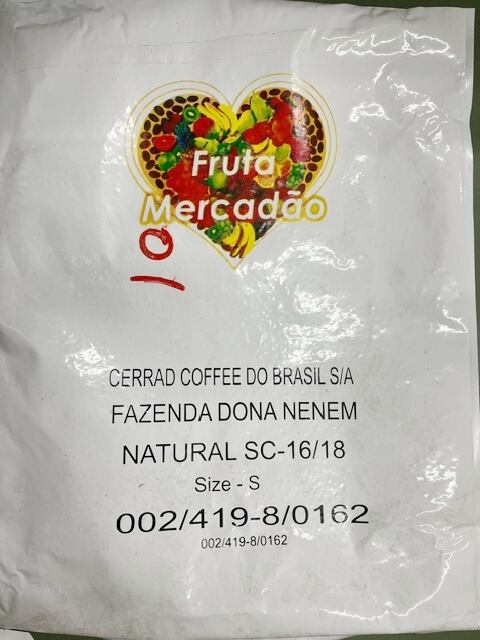 Fruta
Mercadão
10
CERRAD COFFEE DO BRASIL S/A
FAZENDA DONA NENEM
NATURAL SC-16/18
Size - S
002/419-8/0162
002/419-8/0162